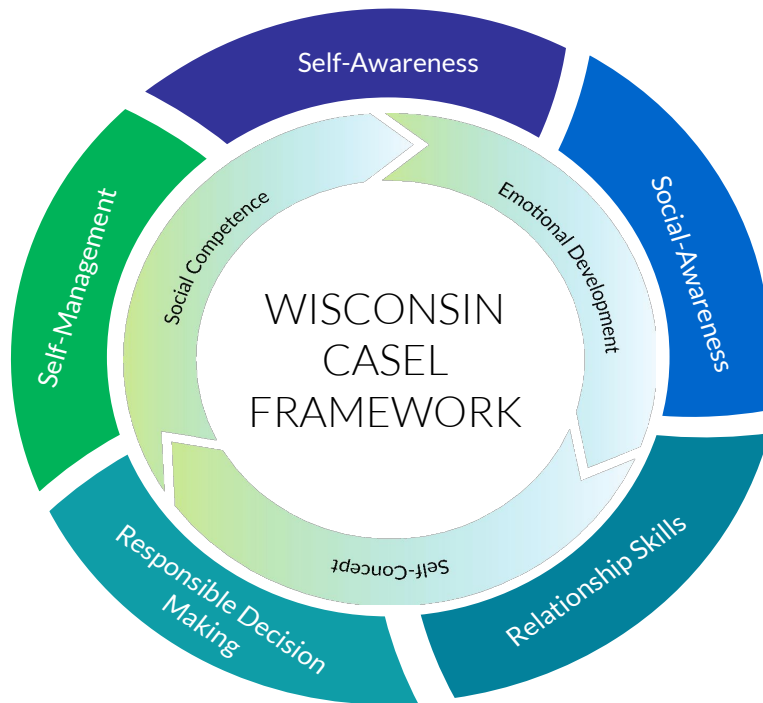 Self-Awareness
Social-Awareness
Relationship Skills
Responsible Decision
Making
Self-Management
Social Competence
Emotional Development
Self-Concept
WISCONSIN
CASEL
FRAMEWORK